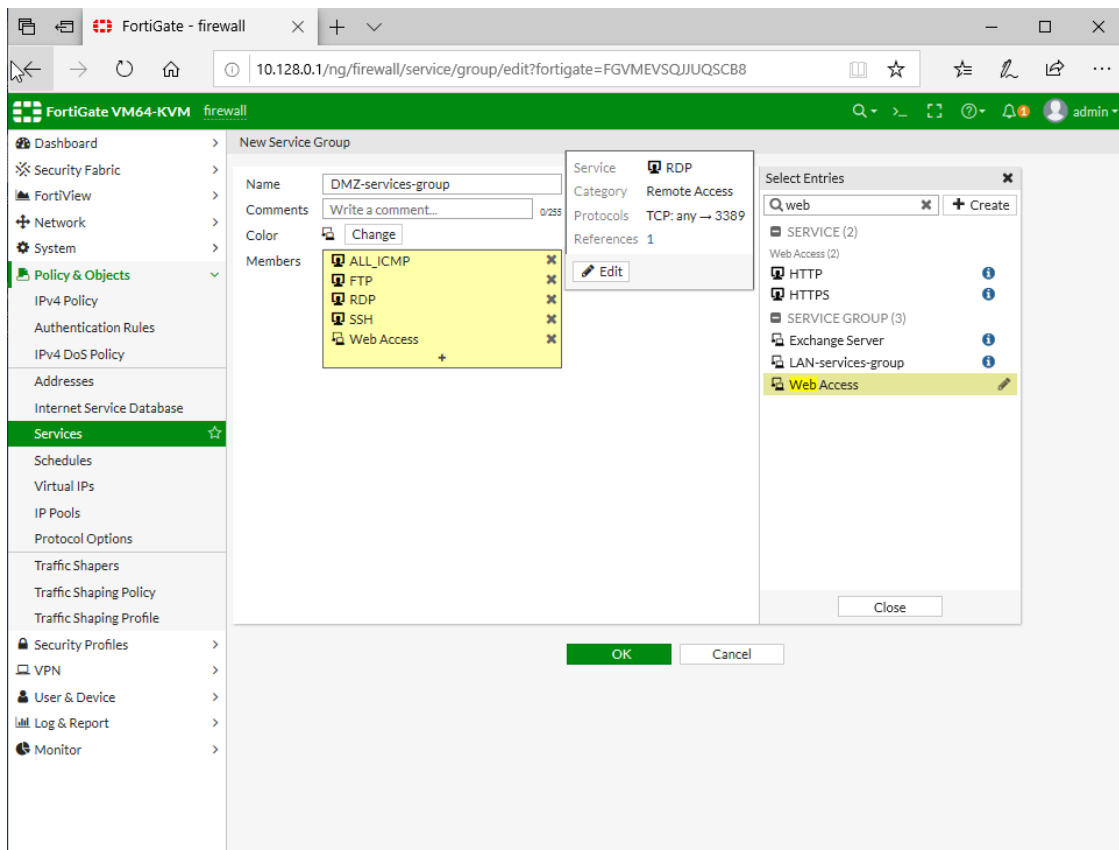 FortiGate - firewall
10.128.0.1/ng/firewall/service/group/edit?fortigate=FGVMEVSQJJUQSCB8
FortiGate VM64-KVM firewall
1 admin
Dashboard
Security Fabric
FortiView
Network
System
Policy & Objects
IPv4 Policy
Authentication Rules
IPv4 DoS Policy
Addresses
Internet Service Database
Services
Schedules
Virtual IPs
IP Pools
Protocol Options
Traffic Shapers
Traffic Shaping Policy
Traffic Shaping Profile
Security Profiles
VPN
User & Device
Log & Report
Monitor
New Service Group
Name DMZ-services-group
Comments Write a comment... 0/255
Color Change
Members ALL_ICMP
FTP
RDP
SSH
Web Access
+
Service RDP
Category Remote Access
Protocols TCP: any → 3389
References 1
Edit
Select Entries
web + Create
SERVICE (2)
Web Access (2)
HTTP
HTTPS
SERVICE GROUP (3)
Exchange Server
LAN-services-group
Web Access
Close
OK Cancel